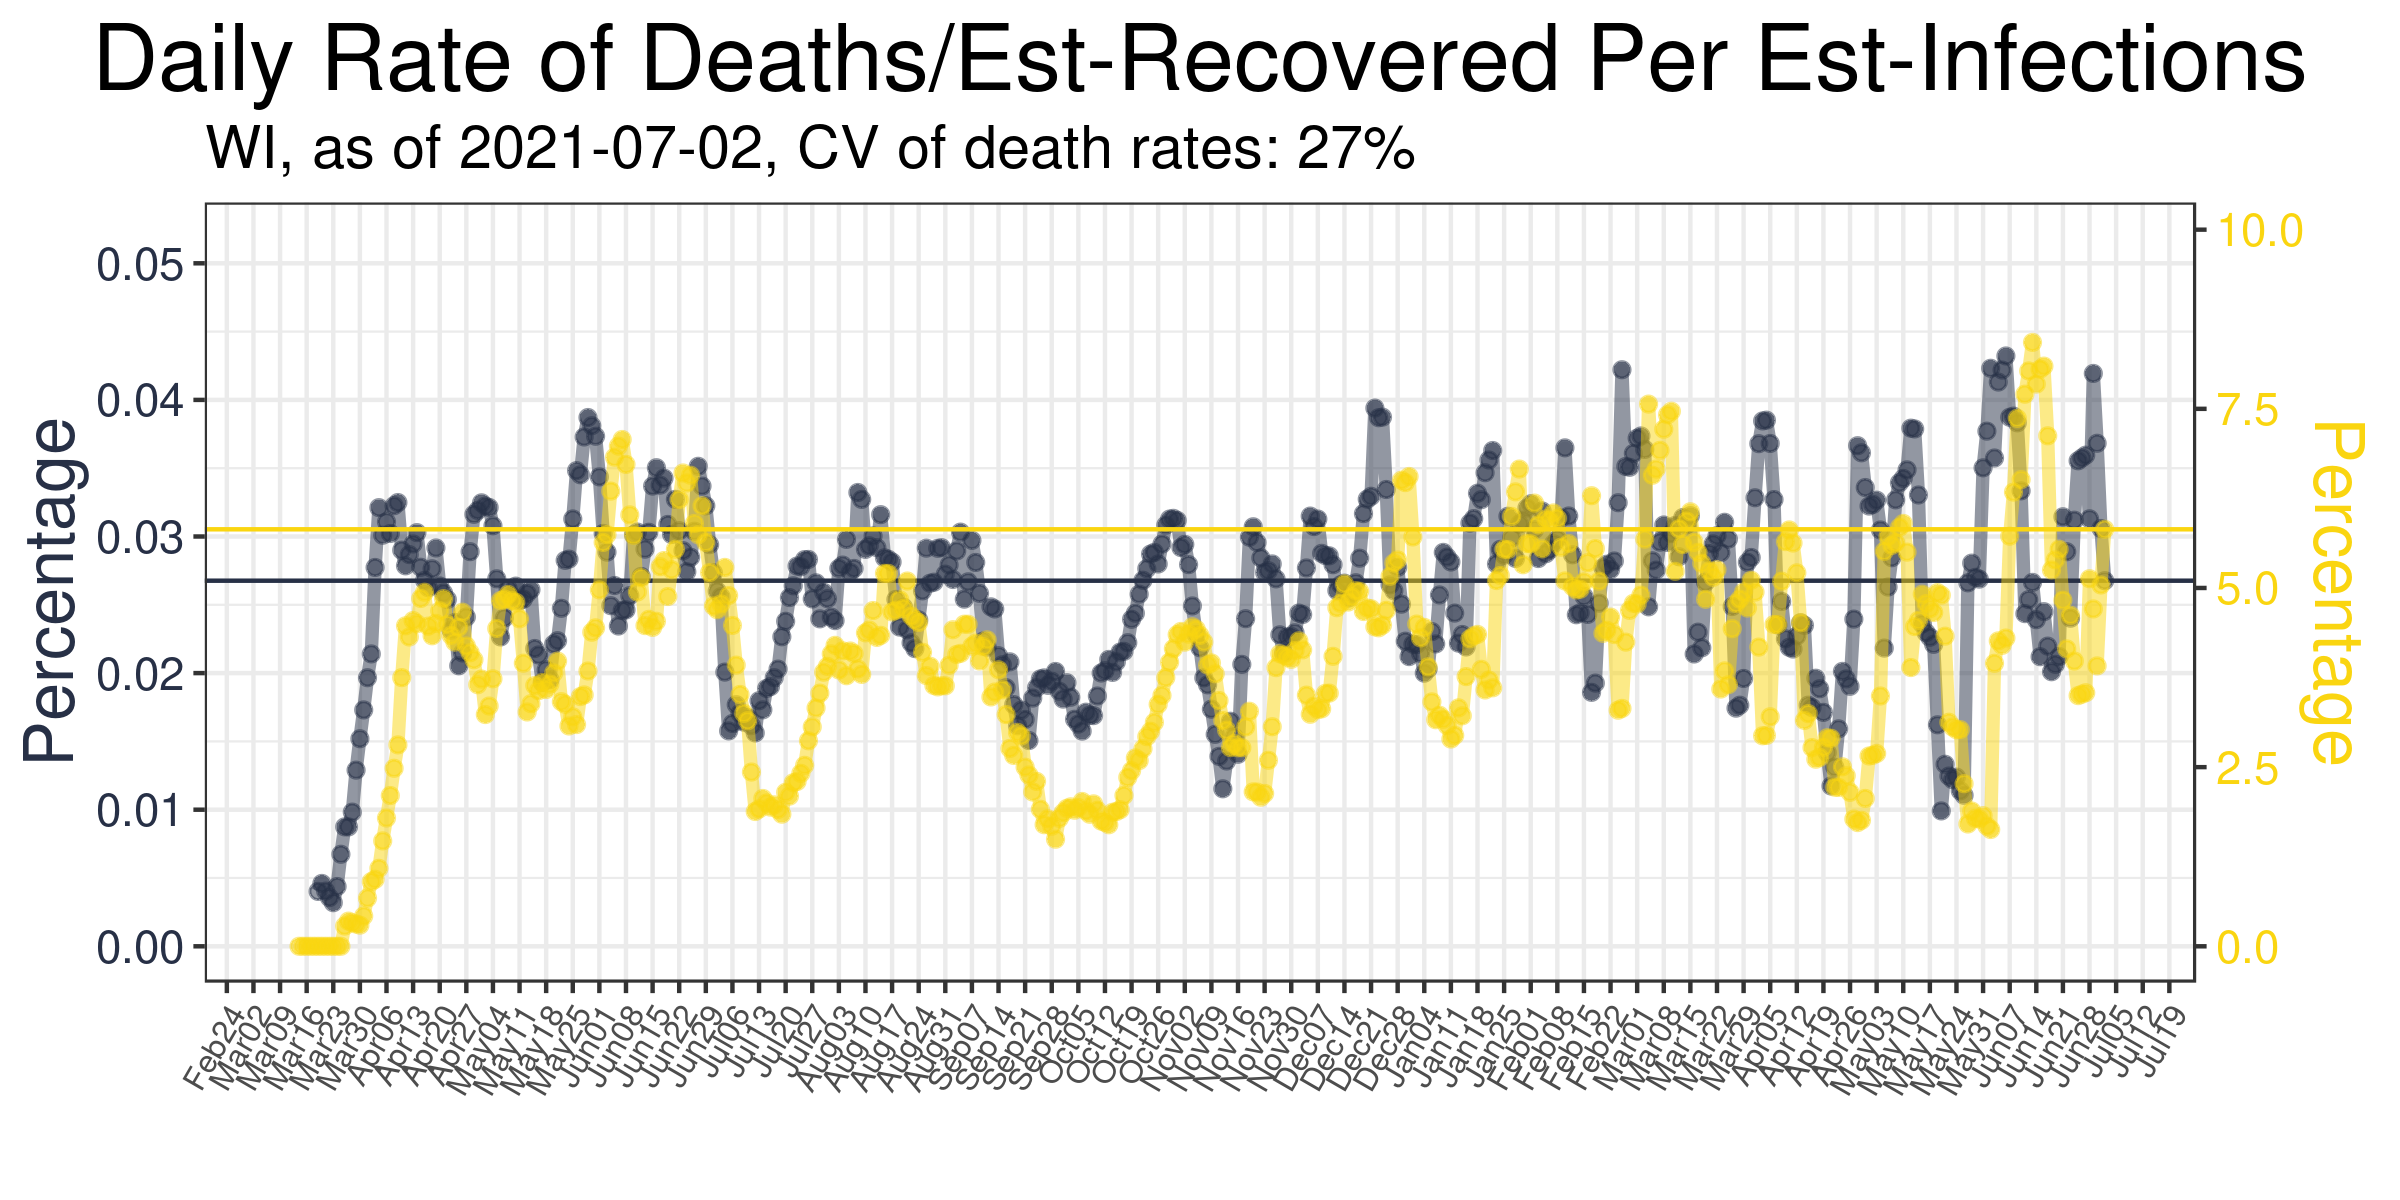 Daily Rate of Deaths/Est-Recovered Per Est-Infections
WI, as of 2021-07-02, CV of death rates: 27%
Percentage
0.05
0.04
0.03
0.02
0.01
0.00
10.0
7.5
5.0
2.5
0.0
Percentage
Feb24
Mar02
Mar09
Mar16
Mar23
Mar30
Apr06
Apr13
Apr20
Apr27
May04
May11
May18
May25
Jun01
Jun08
Jun15
Jun22
Jun29
Jul06
Jul13
Jul20
Jul27
Aug03
Aug10
Aug17
Aug24
Aug31
Sep07
Sep14
Sep21
Sep28
Oct05
Oct12
Oct19
Oct26
Nov02
Nov09
Nov16
Nov23
Nov30
Dec07
Dec14
Dec21
Dec28
Jan04
Jan11
Jan18
Jan25
Feb01
Feb08
Feb15
Feb22
Mar01
Mar08
Mar15
Mar22
Mar29
Apr05
Apr12
Apr19
Apr26
May03
May10
May17
May24
May31
Jun07
Jun14
Jun21
Jun28
Jul05
Jul12
Jul19